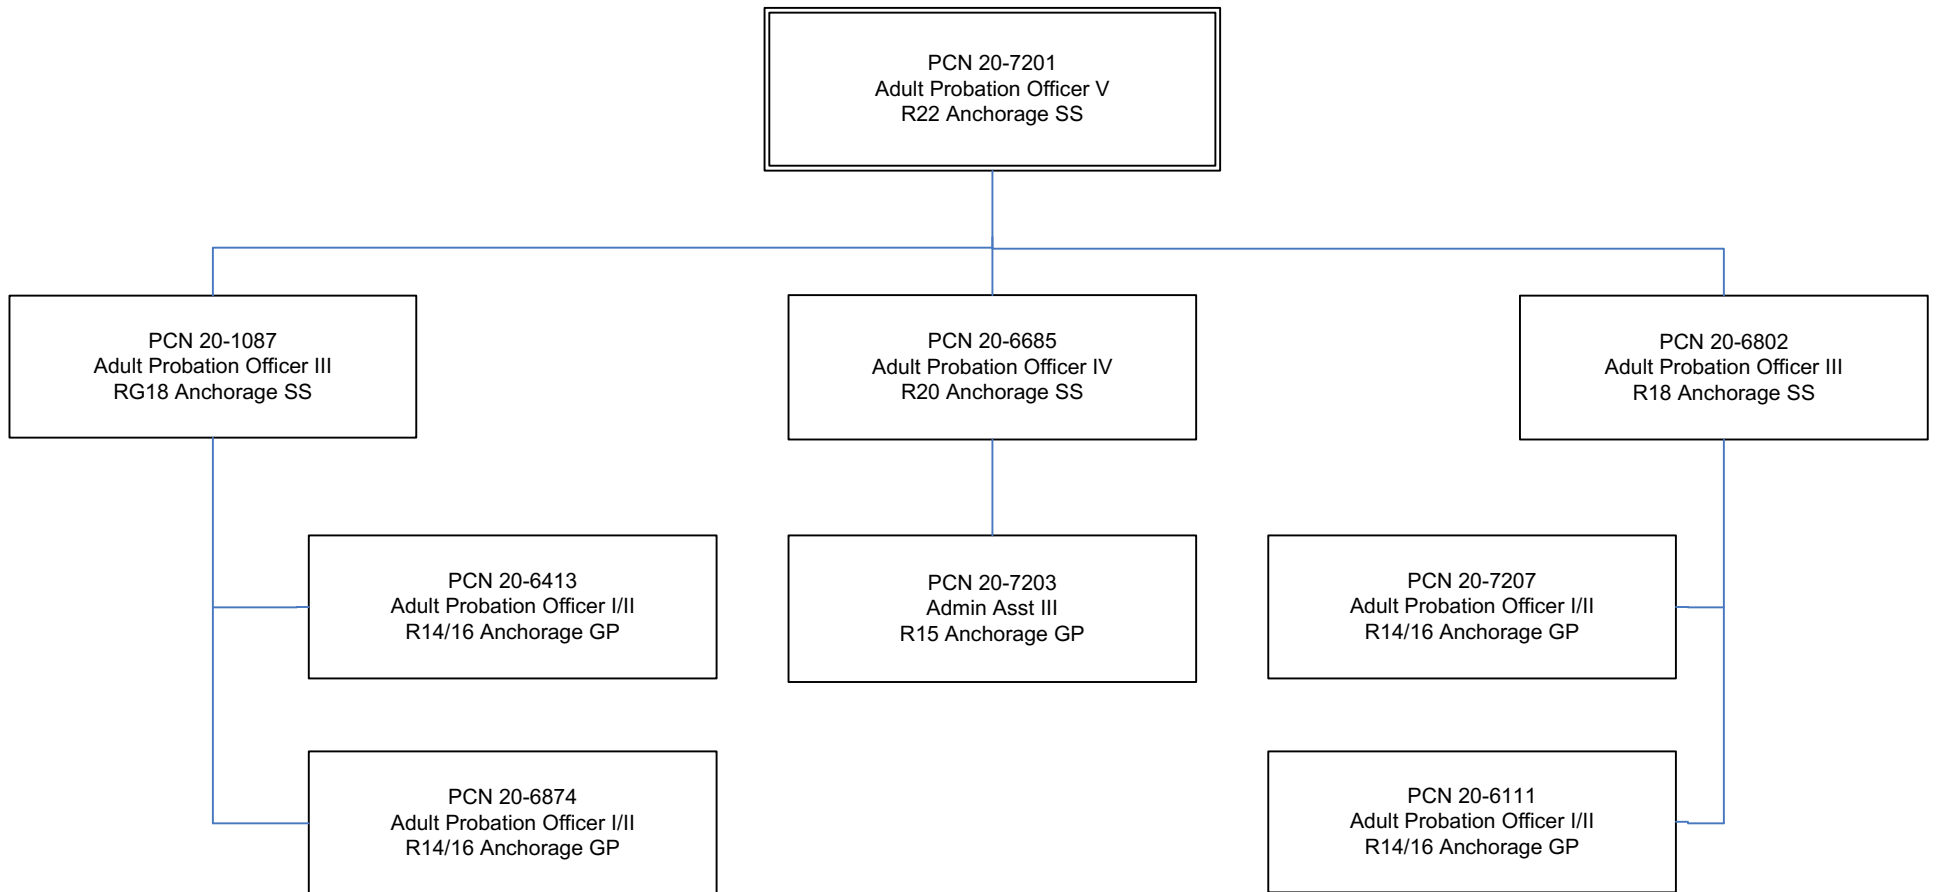 PCN 20-7201
Adult Probation Officer V
R22 Anchorage SS
PCN 20-1087
Adult Probation Officer III
RG18 Anchorage SS
PCN 20-6685
Adult Probation Officer IV
R20 Anchorage SS
PCN 20-6802
Adult Probation Officer III
R18 Anchorage SS
PCN 20-6413
Adult Probation Officer I/II
R14/16 Anchorage GP
PCN 20-7203
Admin Asst III
R15 Anchorage GP
PCN 20-7207
Adult Probation Officer I/II
R14/16 Anchorage GP
PCN 20-6874
Adult Probation Officer I/II
R14/16 Anchorage GP
PCN 20-6111
Adult Probation Officer I/II
R14/16 Anchorage GP